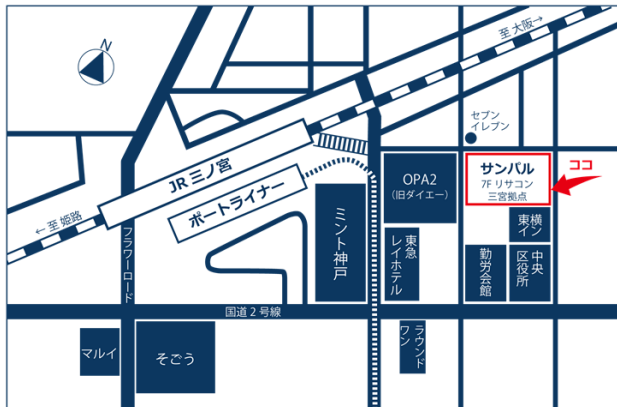 N
至 大阪→
セブン
イレブン
JR 三ノ宮
ポートライナー
← 至 姫路
フラワーロード
ミント神戸
OPA2
（旧ダイエー）
サンパル
7F リサコン
三宮拠点
ココ
東横
イン
東急
レイホテル
勤労会館
中央
区役所
国道 2 号線
マルイ
そごう
ラウンド
ワン